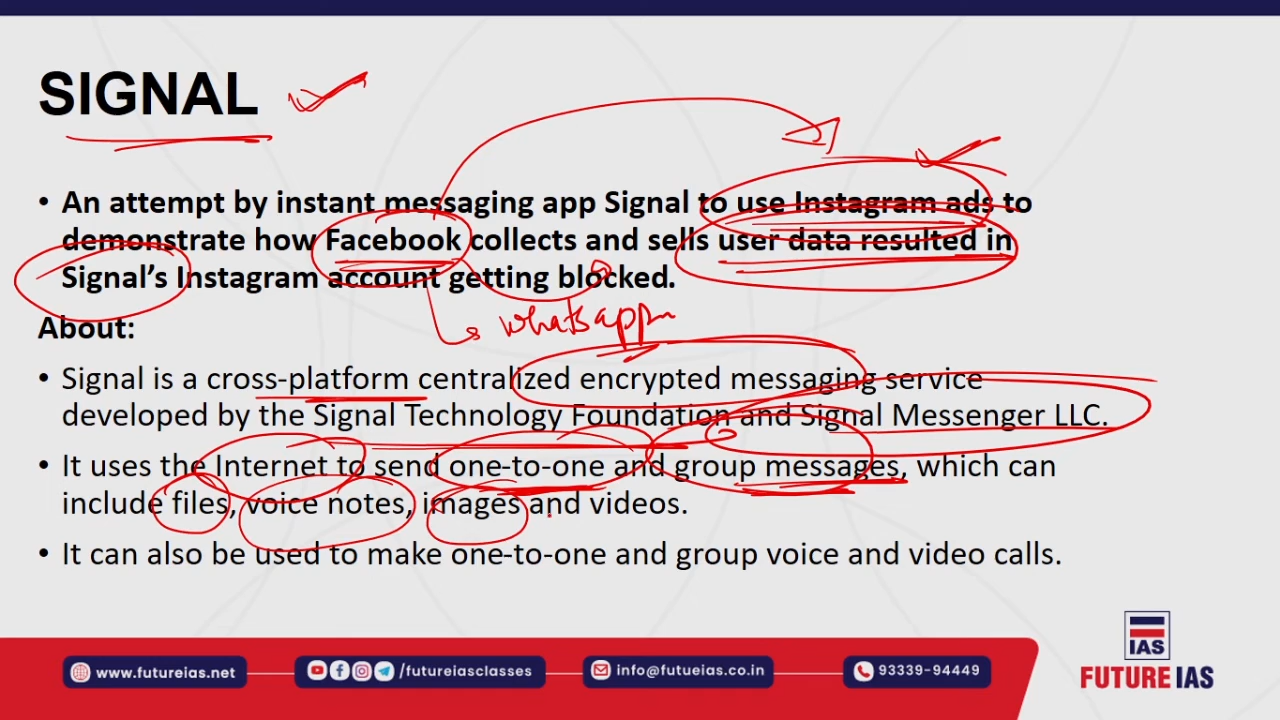 SIGNAL
• An attempt by instant messaging app Signal to use Instagram ads to
demonstrate how Facebook collects and sells user data resulted in
Signal's Instagram account getting blocked.
whatsapp
About:
• Signal is a cross-platform centralized encrypted messaging service
developed by the Signal Technology Foundation and Signal Messenger LLC.
• It uses the Internet to send one-to-one and group messages, which can
include files, voice notes, images and videos.
• It can also be used to make one-to-one and group voice and video calls.
IAS
www.futureias.net
/futureiasclasses
info@futueias.co.in
93339-94449
FUTURE IAS